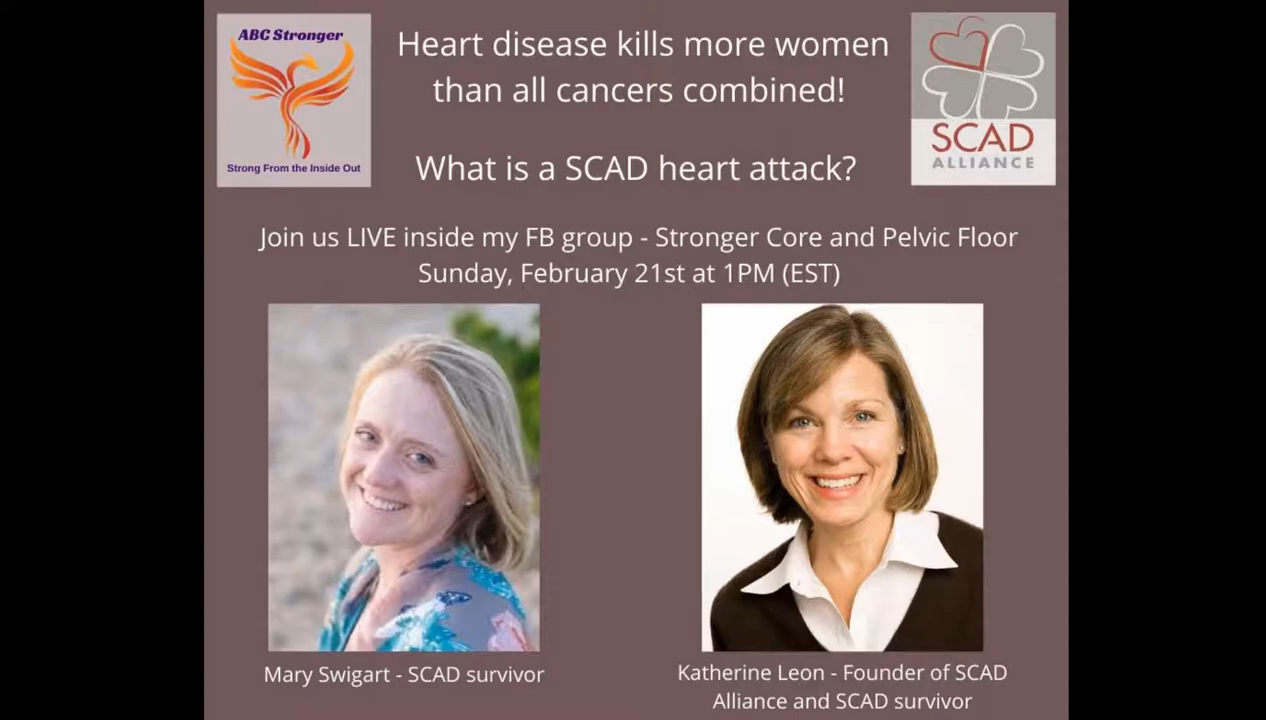 ABC Stronger
Strong From the Inside Out
Heart disease kills more women
than all cancers combined!
What is a SCAD heart attack?
SCAD
ALLIANCE
Join us LIVE inside my FB group - Stronger Core and Pelvic Floor
Sunday, February 21st at 1PM (EST)
Mary Swigart - SCAD survivor
Katherine Leon - Founder of SCAD
Alliance and SCAD survivor